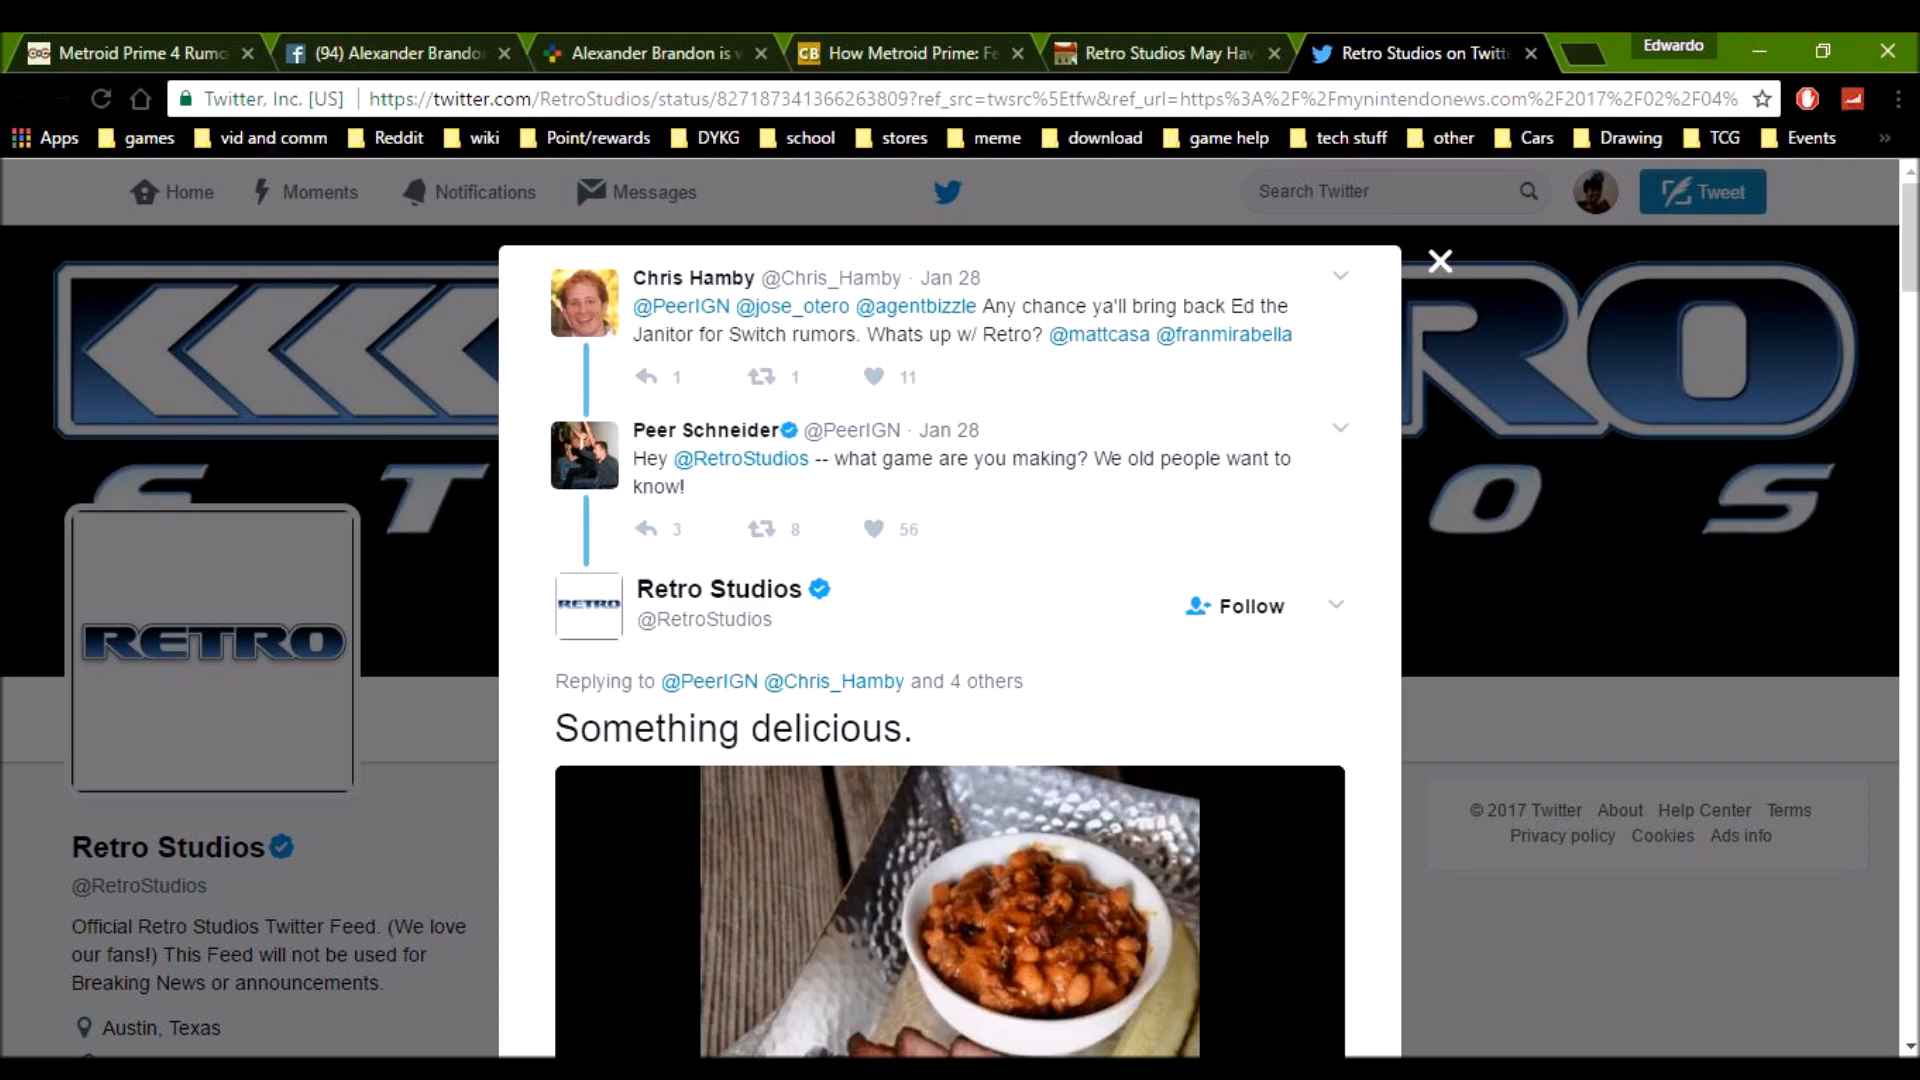 Metroid Prime 4 Rumo
(94) Alexander Brando
Alexander Brandon is
CB How Metroid Prime: Fe
Retro Studios May Hav
Retro Studios on Twitt
Edwardo
Twitter, Inc. [US] | https://twitter.com/RetroStudios/status/827187341366263809?ref_src=twsrc%5Etfw&ref_url=https%3A%2F%2Fmynintendonews.com%2F2017%2F02%2F04%
Apps games vid and comm Reddit wiki Point/rewards DYKG school stores meme download game help tech stuff other Cars Drawing TCG Events »
Home Moments Notifications Messages Search Twitter Tweet
Chris Hamby @Chris_Hamby · Jan 28
@PeerIGN @jose_otero @agentbizzle Any chance ya'll bring back Ed the
Janitor for Switch rumors. Whats up w/ Retro? @mattcasa @franmirabella
1 1 11
Peer Schneider @PeerIGN · Jan 28
Hey @RetroStudios -- what game are you making? We old people want to
know!
3 8 56
RETRO
Retro Studios
@RetroStudios
Follow
Replying to @PeerIGN @Chris_Hamby and 4 others
Something delicious.
RETRO
Retro Studios
@RetroStudios
Official Retro Studios Twitter Feed. (We love
our fans!) This Feed will not be used for
Breaking News or announcements.
Austin, Texas
© 2017 Twitter About Help Center Terms
Privacy policy Cookies Ads info